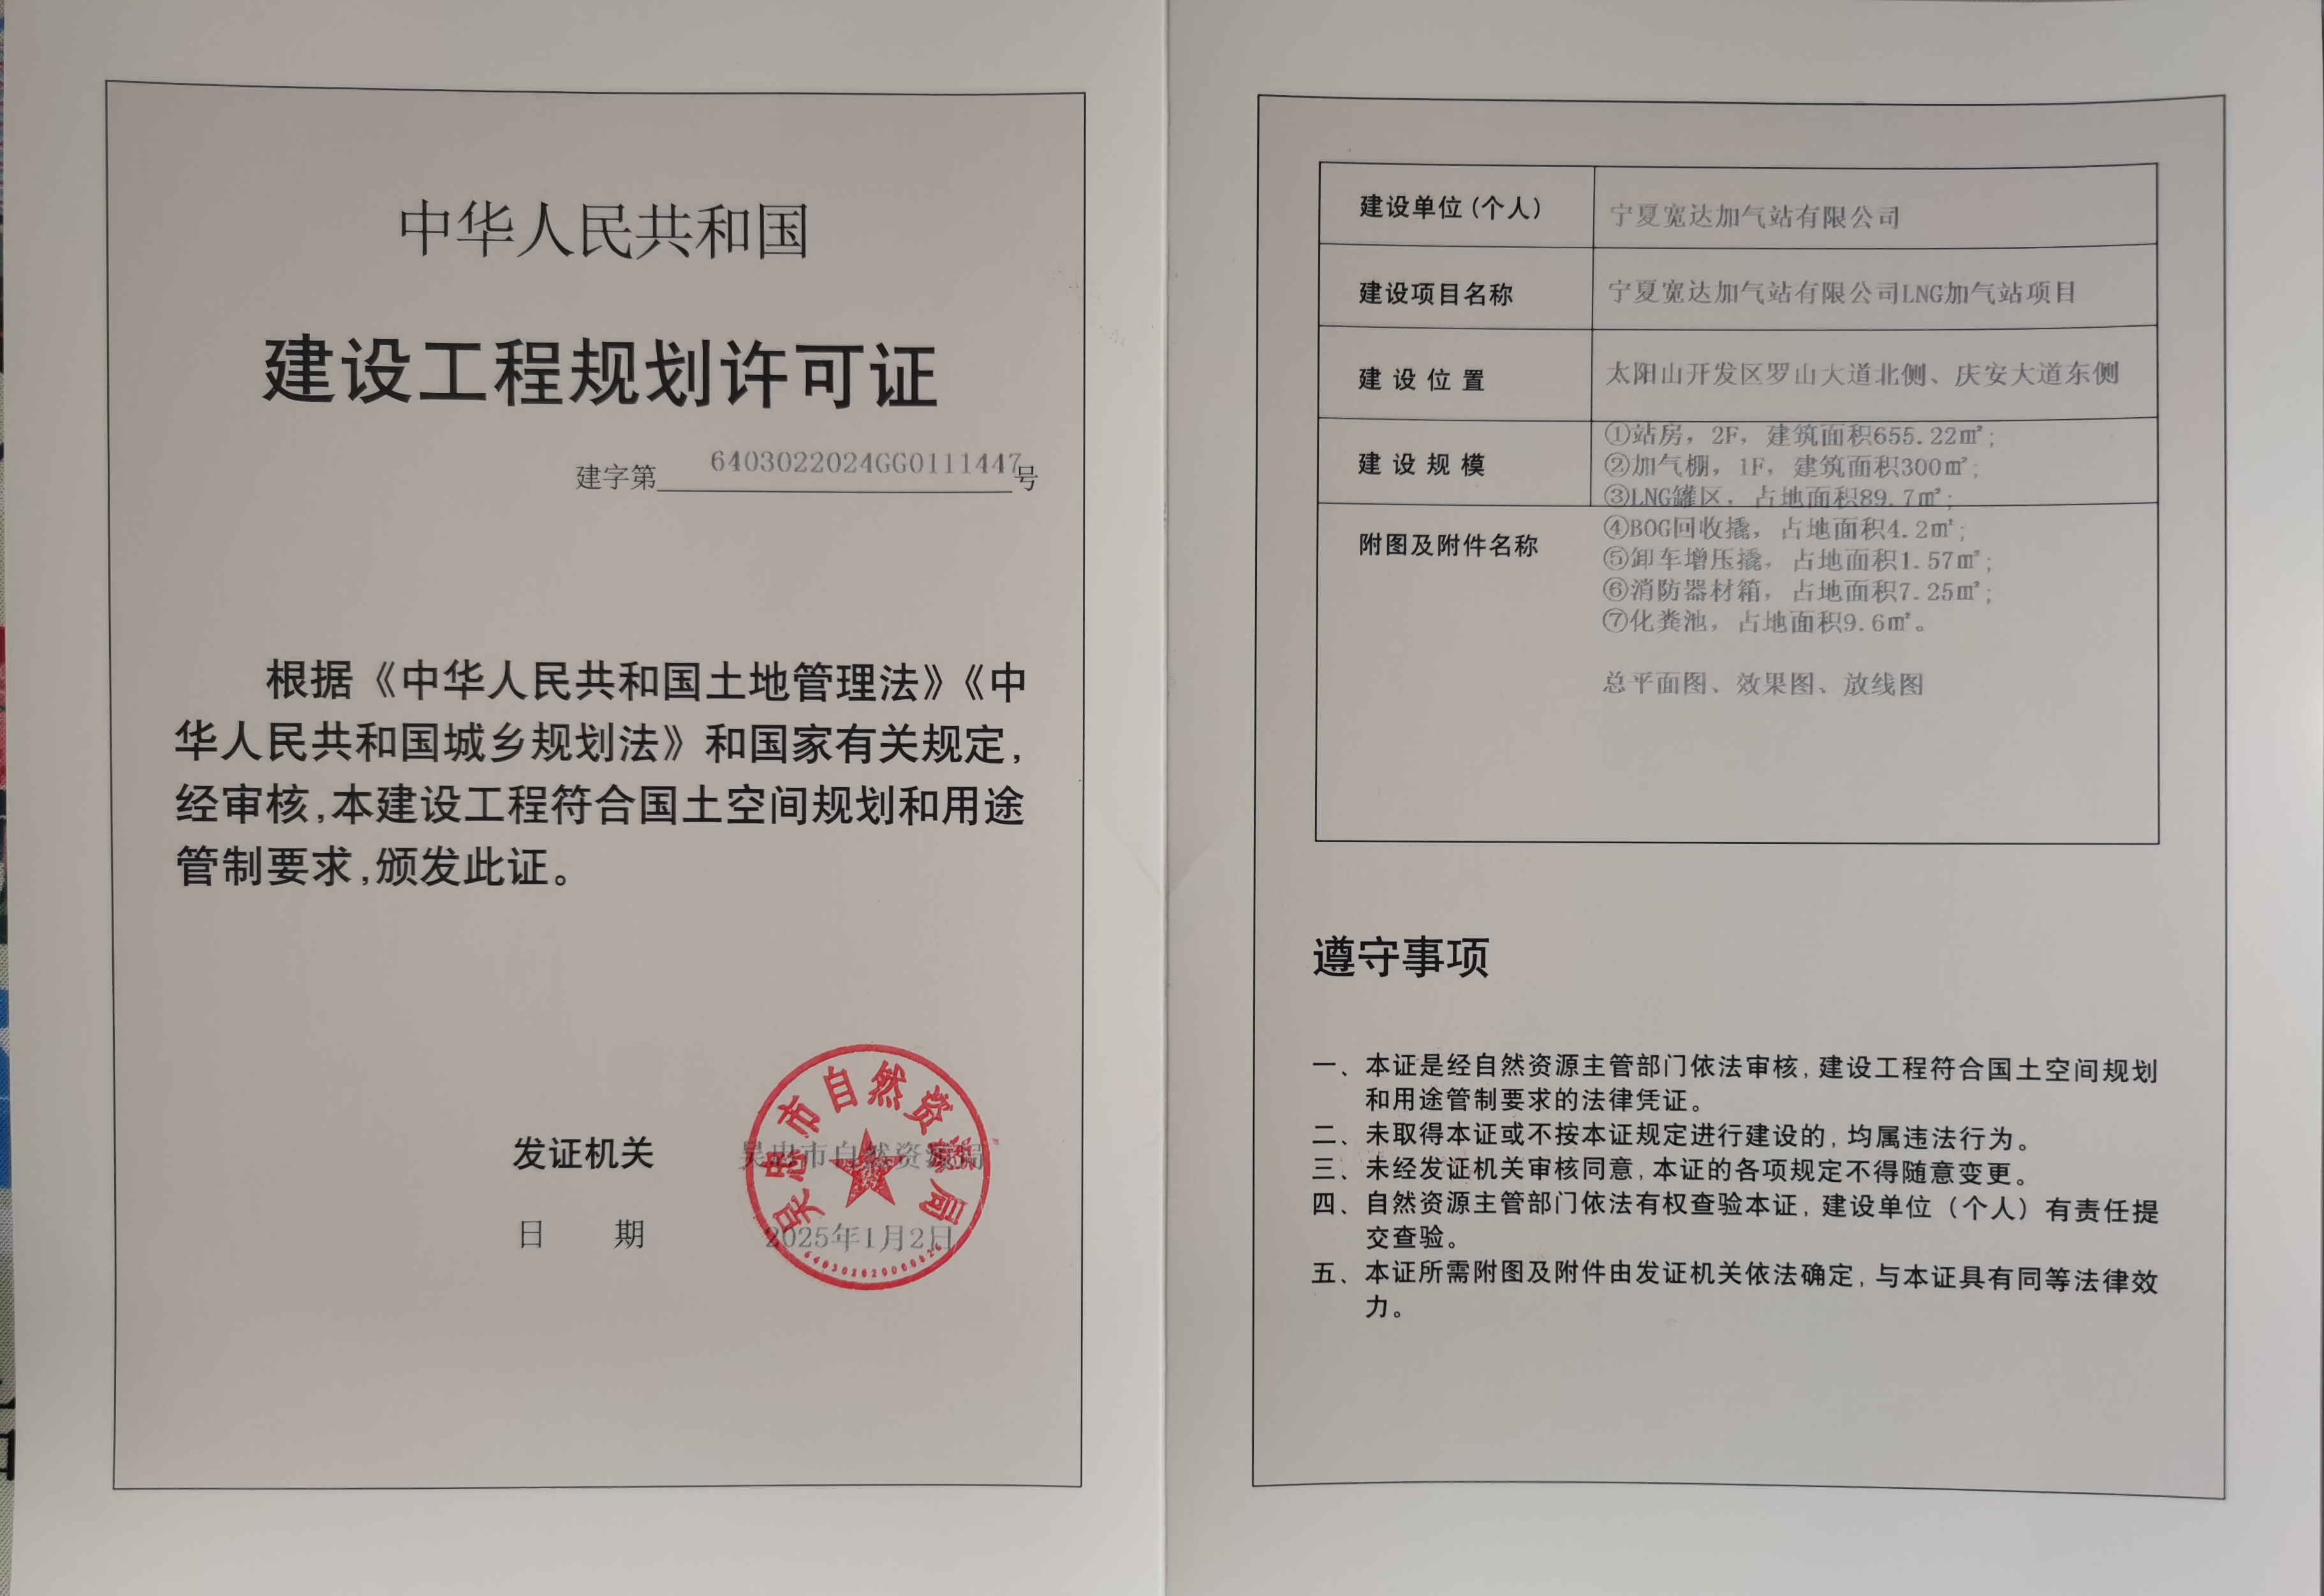 中华人民共和国
建设工程规划许可证
建字第6403022024GG0111447号
根据《中华人民共和国土地管理法》《中
华人民共和国城乡规划法》和国家有关规定,
经审核,本建设工程符合国土空间规划和用途
管制要求,颁发此证。
发证机关 吴忠市自然资源局
日 期 2025年1月2日
吴忠市自然资源局
建设单位(个人) 宁夏宽达加气站有限公司
建设项目名称 宁夏宽达加气站有限公司LNG加气站项目
建设位置 太阳山开发区罗山大道北侧、庆安大道东侧
建设规模
①站房，2F，建筑面积655.22㎡;
②加气棚，1F，建筑面积300㎡;
③LNG罐区，占地面积89.7㎡;
④BOG回收撬，占地面积4.2㎡;
⑤卸车增压撬，占地面积1.57㎡;
⑥消防器材箱，占地面积7.25㎡;
⑦化粪池，占地面积9.6㎡。
附图及附件名称
总平面图、效果图、放线图
遵守事项
一、本证是经自然资源主管部门依法审核,建设工程符合国土空间规划
和用途管制要求的法律凭证。
二、未取得本证或不按本证规定进行建设的,均属违法行为。
三、未经发证机关审核同意,本证的各项规定不得随意变更。
四、自然资源主管部门依法有权查验本证,建设单位（个人）有责任提
交查验。
五、本证所需附图及附件由发证机关依法确定,与本证具有同等法律效
力。